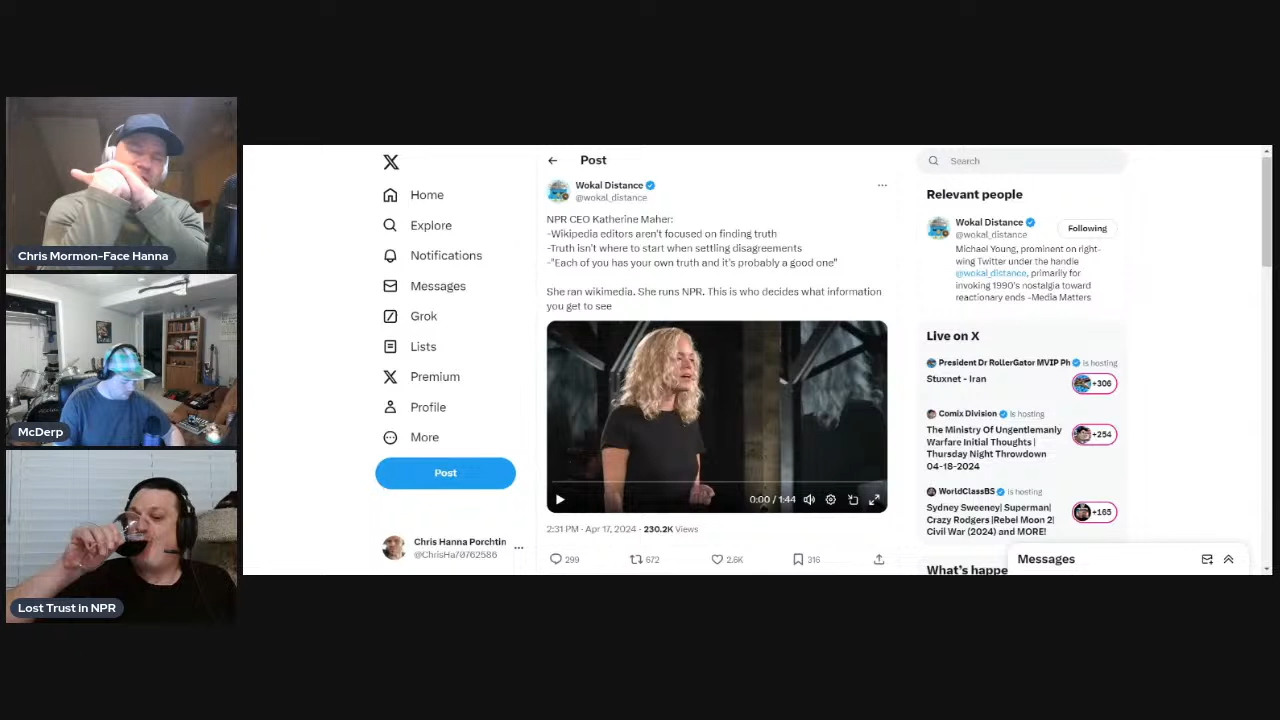 Chris Mormon-Face Hanna
McDerp
Lost Trust in NPR
Home
Explore
Notifications
Messages
Grok
Lists
Premium
Profile
More
Post
Chris Hanna Porchtin
@ChrisHa70762586
Post
Wokal Distance
@wokal_distance
NPR CEO Katherine Maher:
-Wikipedia editors aren't focused on finding truth
-Truth isn't where to start when settling disagreements
-"Each of you has your own truth and it's probably a good one"
She ran wikimedia. She runs NPR. This is who decides what information
you get to see
0:00 / 1:44
2:31 PM · Apr 17, 2024 · 230.2K Views
299
672
2.6K
316
Search
Relevant people
Wokal Distance
@wokal_distance
Following
Michael Young, prominent on right-
wing Twitter under the handle
@wokal_distance, primarily for
invoking 1990's nostalgia toward
reactionary ends -Media Matters
Live on X
President Dr RollerGator MVIP Ph is hosting
Stuxnet - Iran
+306
Comix Division is hosting
The Ministry Of Ungentlemanly
Warfare Initial Thoughts |
Thursday Night Throwdown
04-18-2024
+254
WorldClassBS is hosting
Sydney Sweeney| Superman|
Crazy Rodgers|Rebel Moon 2|
Civil War (2024) and MORE!
+165
What's happe
Messages